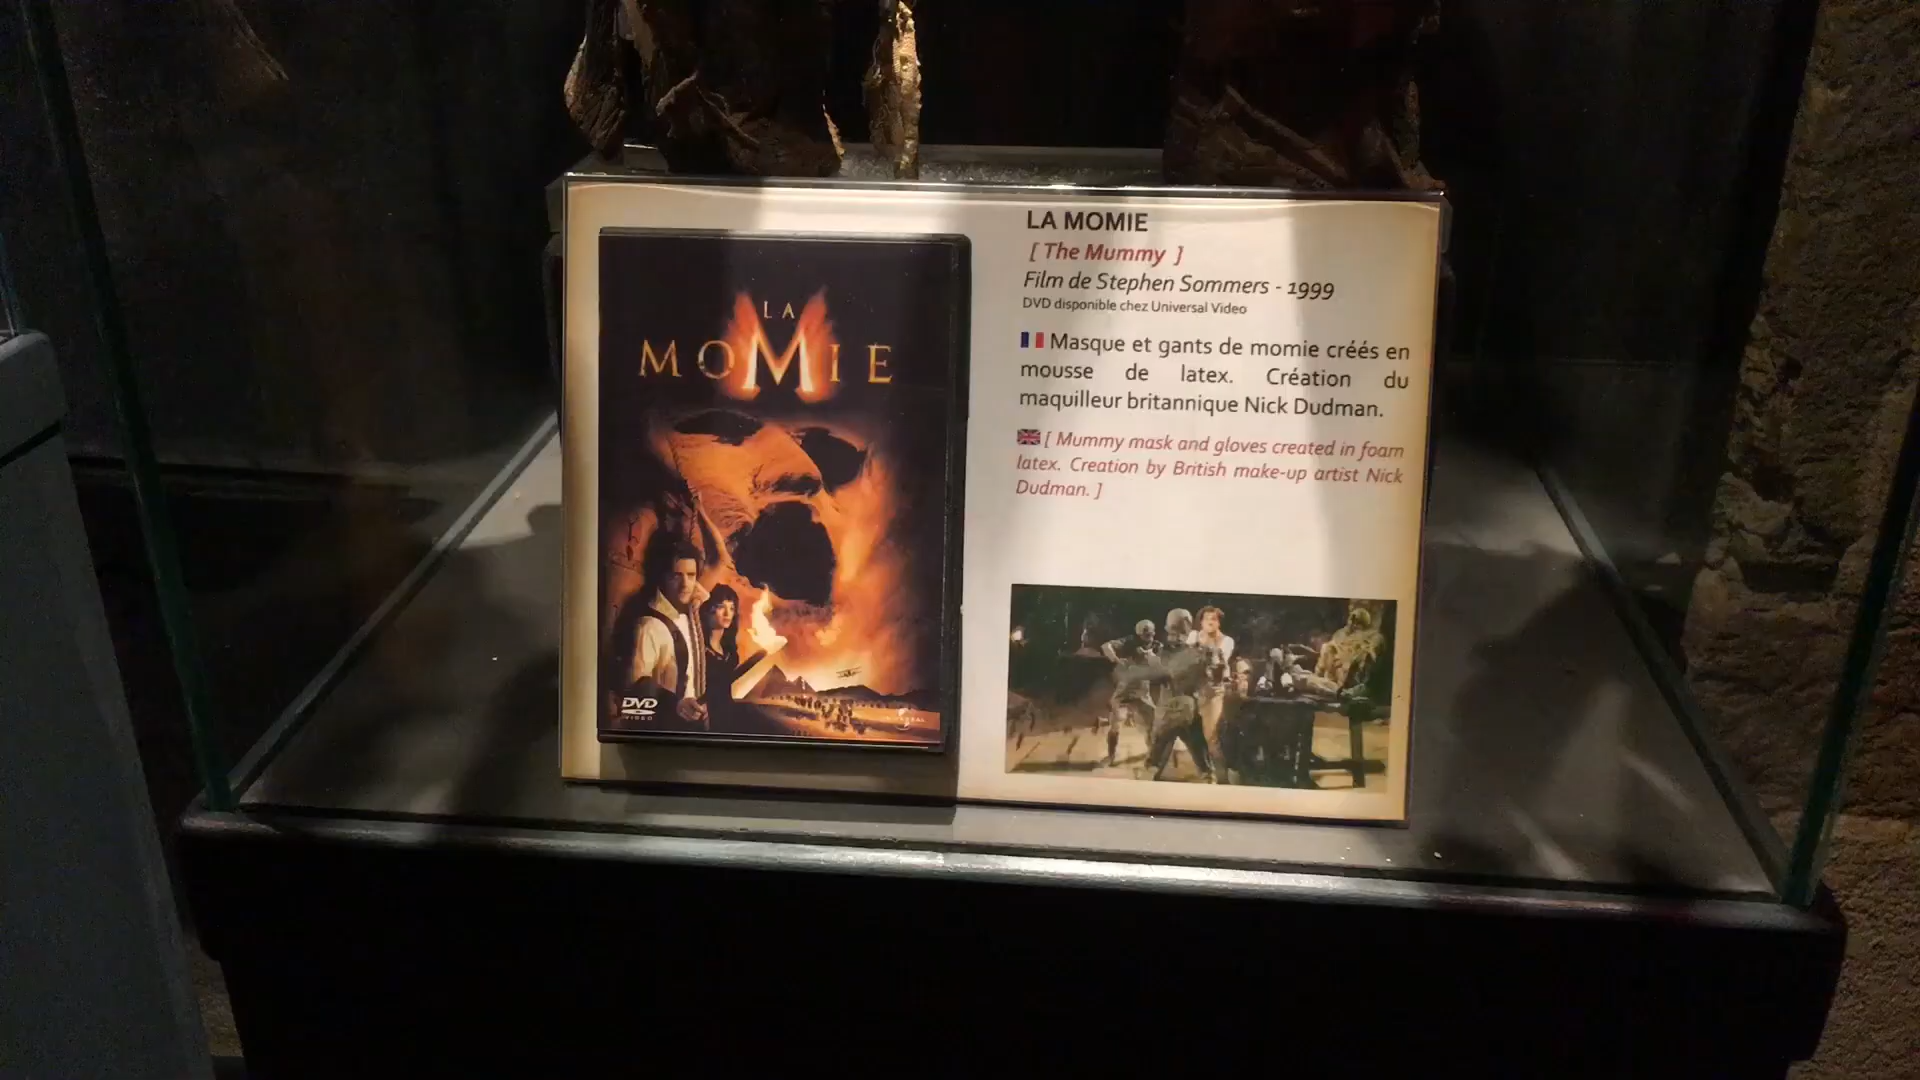 LA
MOMIE
DVD
VIDEO
UNIVERSAL
LA MOMIE
[ The Mummy ]
Film de Stephen Sommers - 1999
DVD disponible chez Universal Video
Masque et gants de momie créés en
mousse de latex. Création du
maquilleur britannique Nick Dudman.
[ Mummy mask and gloves created in foam
latex. Creation by British make-up artist Nick
Dudman. ]